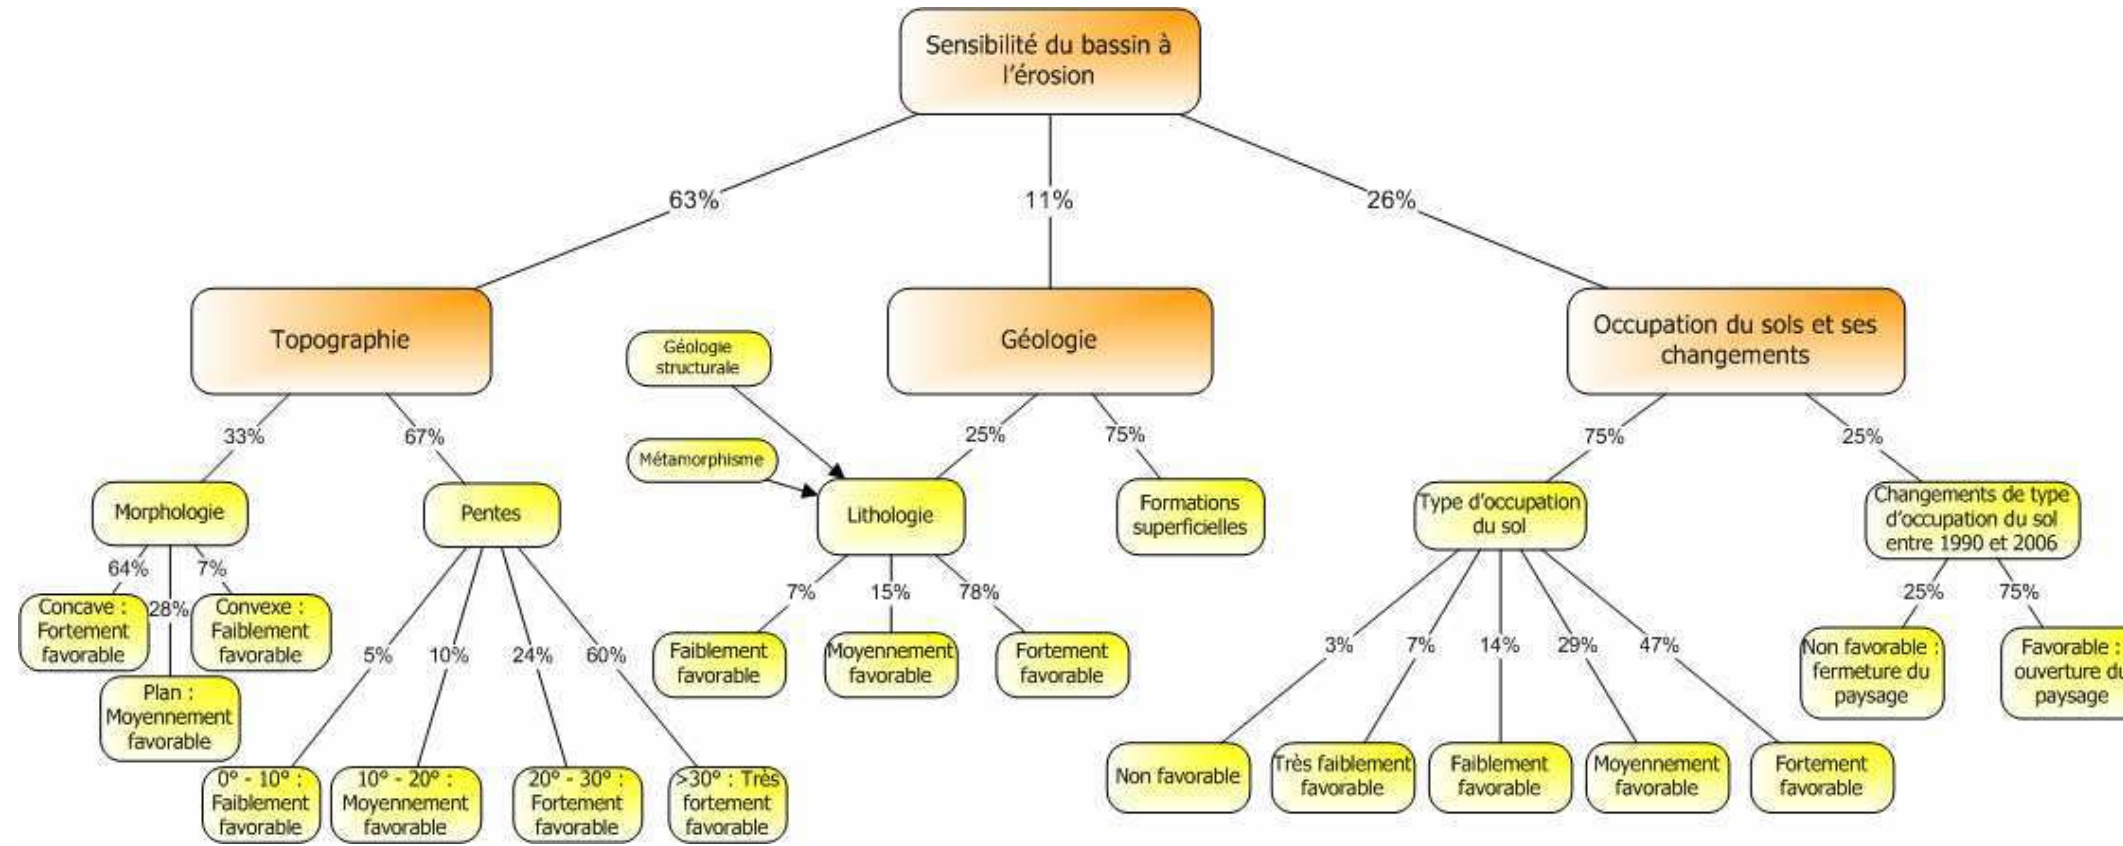 Sensibilité du bassin à
l'érosion
63%
11%
26%
Topographie
Géologie
structurale
Géologie
Occupation du sols et ses
changements
33%
67%
Métamorphisme
25%
75%
75%
25%
Morphologie
Pentes
Lithologie
Formations
superficielles
Type d'occupation
du sol
Changements de type
d'occupation du sol
entre 1990 et 2006
64%
28%
7%
Concave :
Fortement
favorable
Convexe :
Faiblement
favorable
Plan :
Moyennement
favorable
5%
10%
24%
60%
0° - 10° :
Faiblement
favorable
10° - 20° :
Moyennement
favorable
20° - 30° :
Fortement
favorable
>30° : Très
fortement
favorable
7%
15%
78%
Faiblement
favorable
Moyennement
favorable
Fortement
favorable
3%
7%
14%
29%
47%
Non favorable
Très faiblement
favorable
Faiblement
favorable
Moyennement
favorable
Fortement
favorable
25%
75%
Non favorable :
fermeture du
paysage
Favorable :
ouverture du
paysage